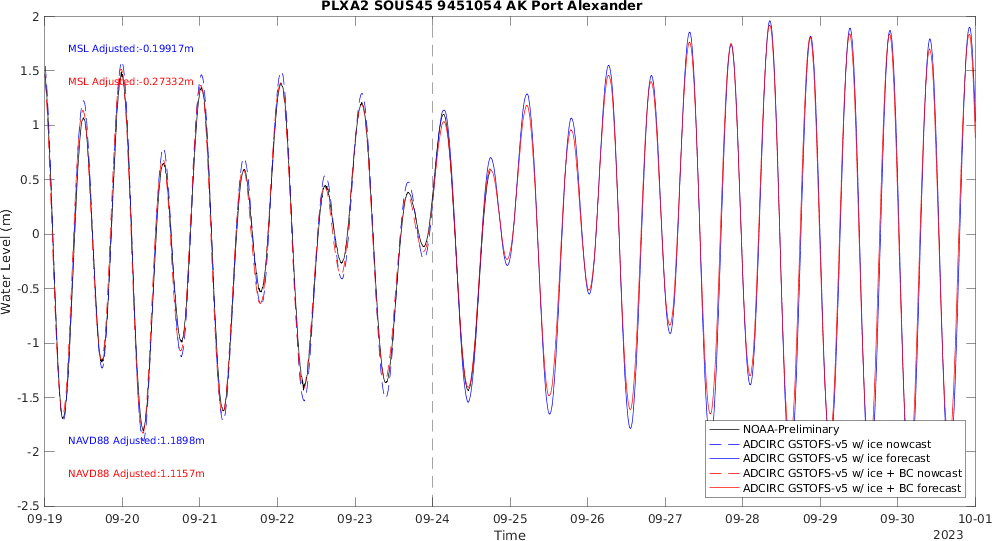 PLXA2 SOUS45 9451054 AK Port Alexander
2
1.5
1
0.5
0
-0.5
-1
-1.5
-2
-2.5
Water Level (m)
MSL Adjusted:-0.19917m
MSL Adjusted:-0.27332m
NAVD88 Adjusted:1.1898m
NAVD88 Adjusted:1.1157m
NOAA-Preliminary
ADCIRC GSTOFS-v5 w/ ice nowcast
ADCIRC GSTOFS-v5 w/ ice forecast
ADCIRC GSTOFS-v5 w/ ice + BC nowcast
ADCIRC GSTOFS-v5 w/ ice + BC forecast
09-19 09-20 09-21 09-22 09-23 09-24 09-25 09-26 09-27 09-28 09-29 09-30 10-01
Time
2023